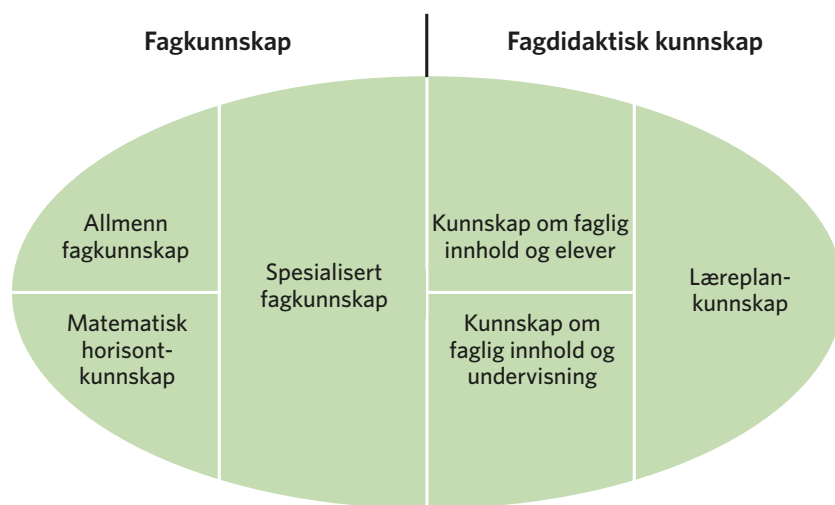 Fagkunnskap
Fagdidaktisk kunnskap
Allmenn
fagkunnskap
Matematisk
horisont-
kunnskap
Spesialisert
fagkunnskap
Kunnskap om faglig
innhold og elever
Kunnskap om
faglig innhold og
undervisning
Læreplan-
kunnskap